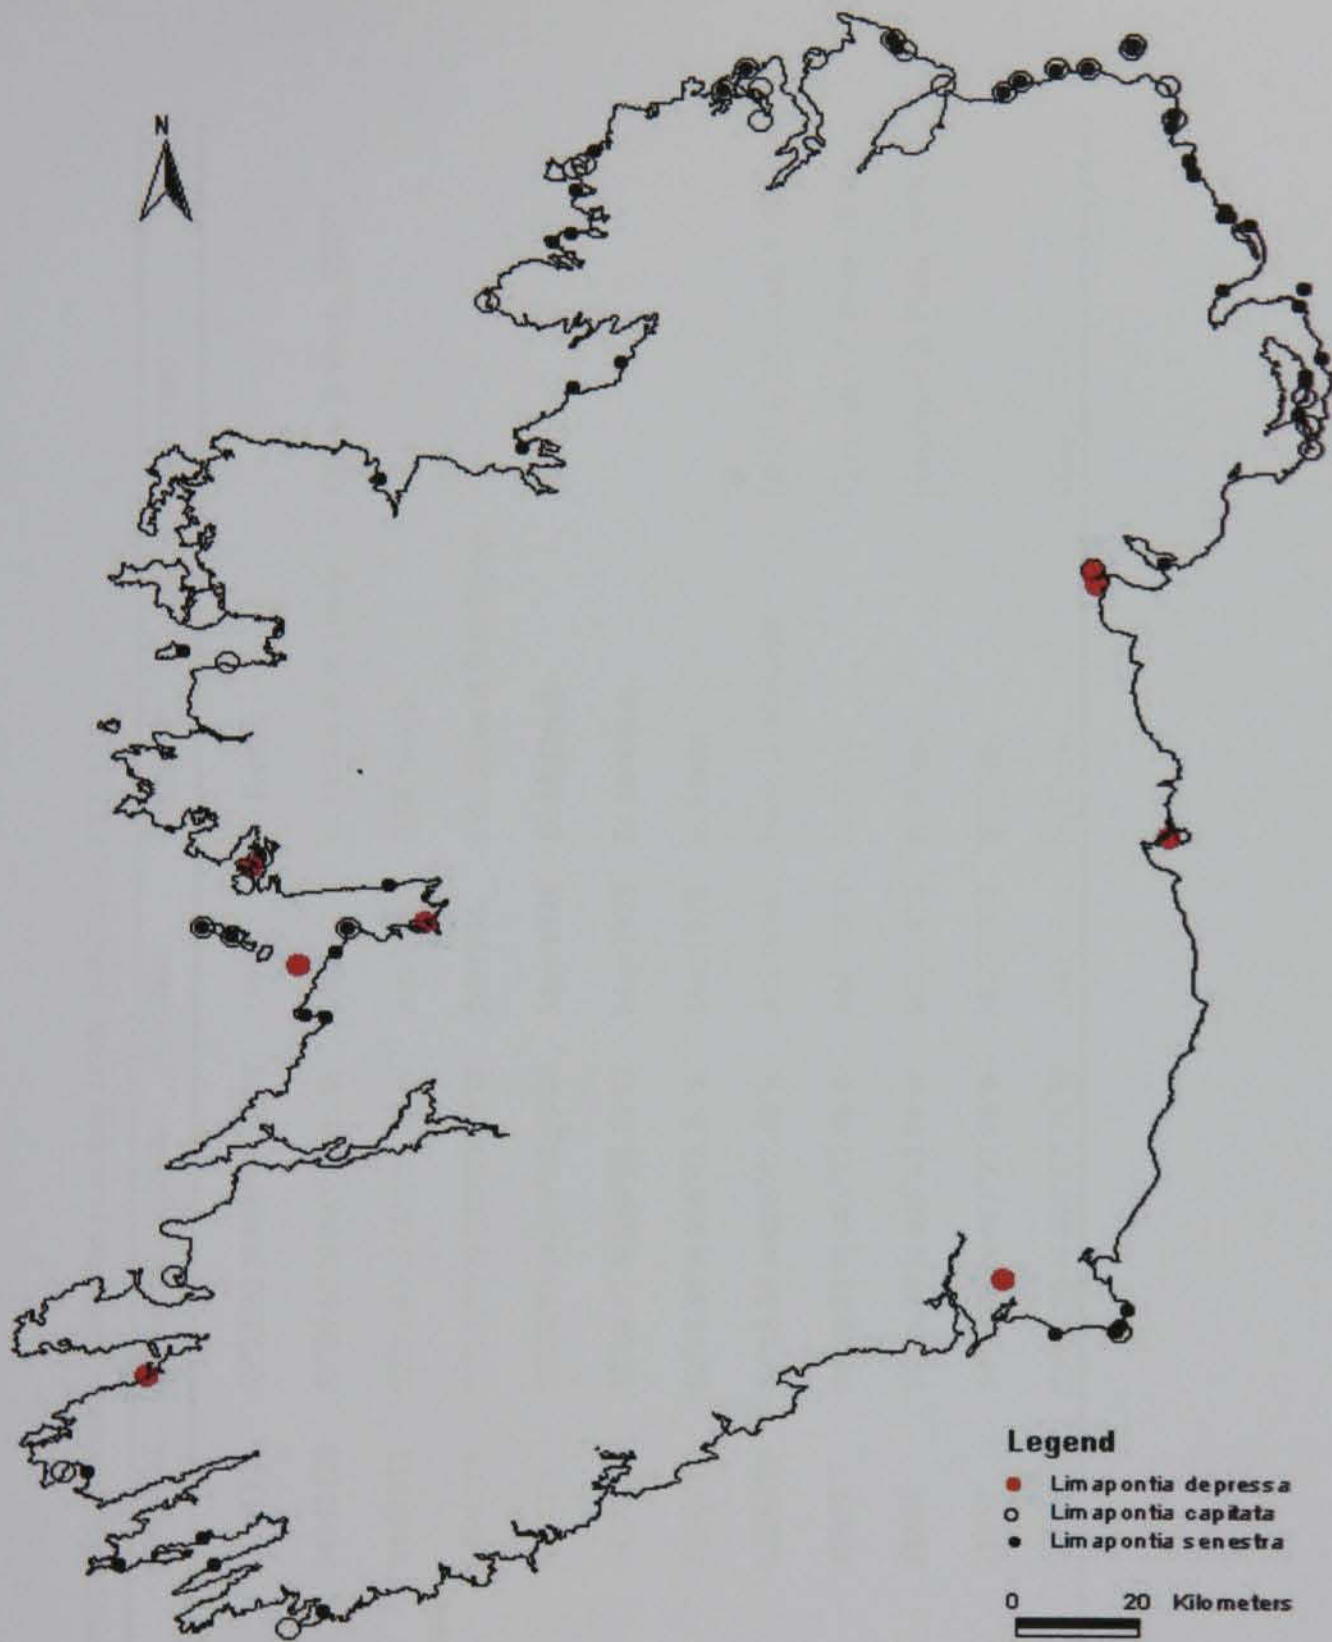 N
Legend
Limapontia depressa
Limapontia capitata
Limapontia senestra
0 20 Kilometers